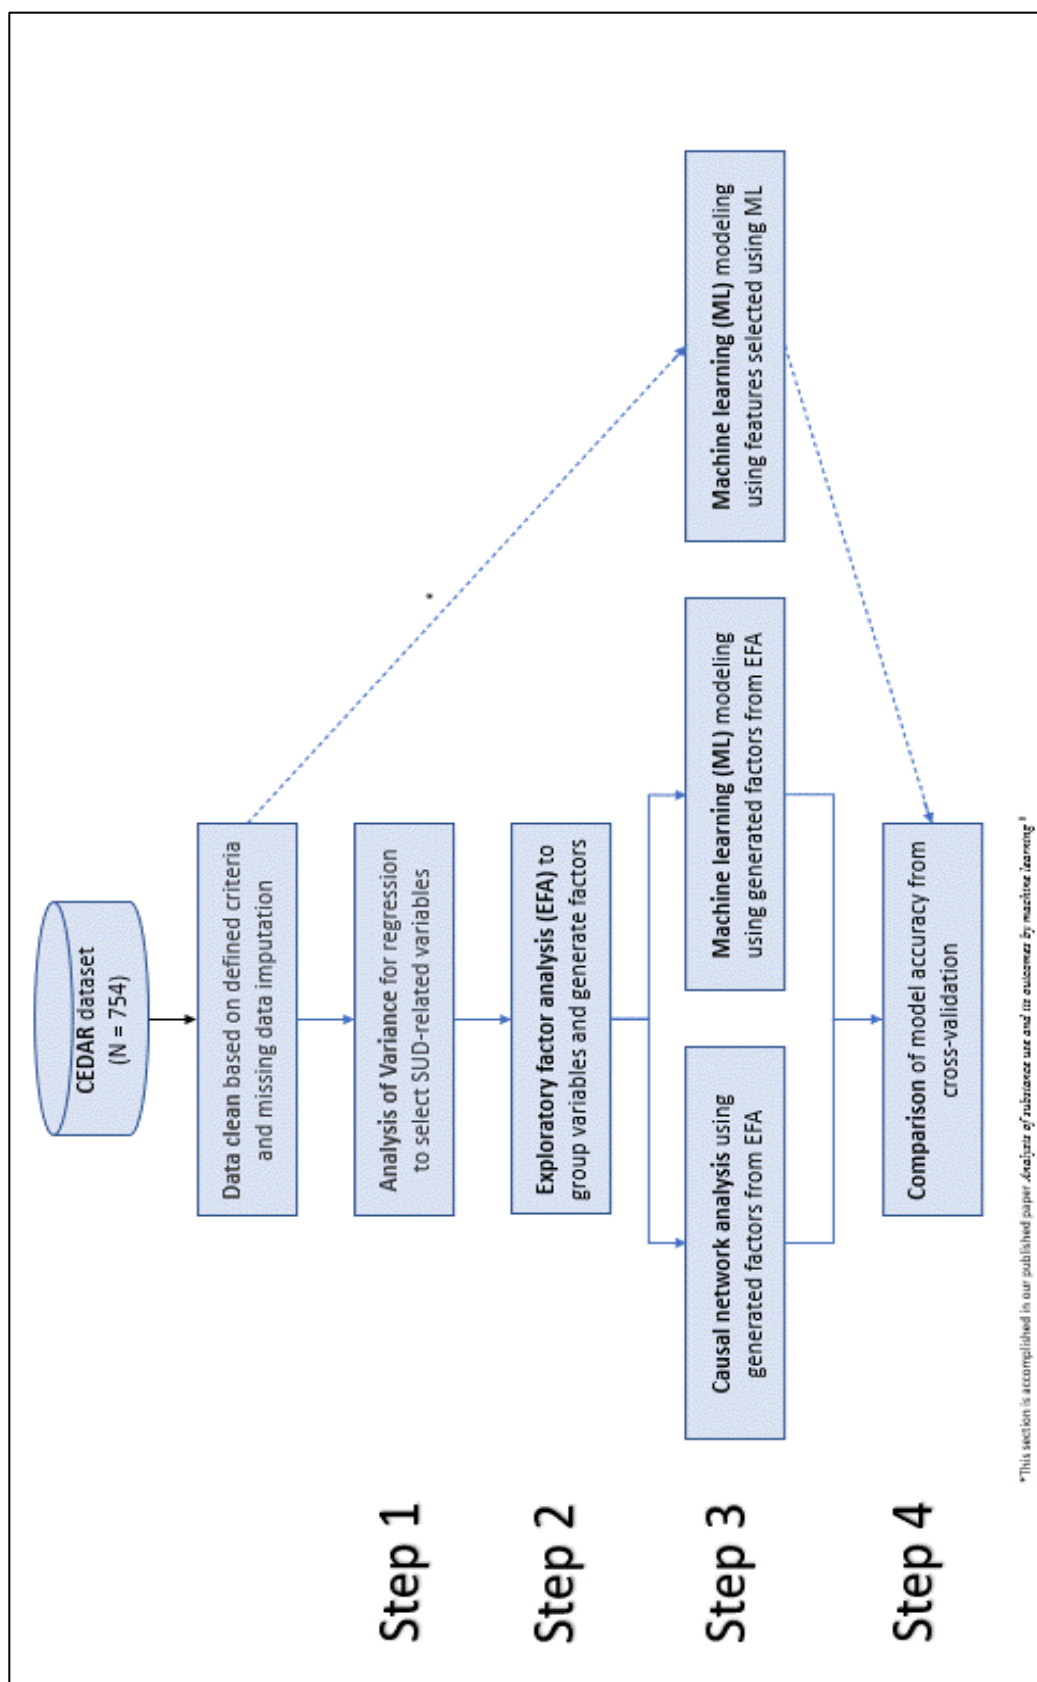 CEDAR dataset
(N = 754)
Data clean based on defined criteria
and missing data imputation
*
Step 1
Analysis of Variance for regression
to select SUD-related variables
Step 2
Exploratory factor analysis (EFA) to
group variables and generate factors
Step 3
Causal network analysis using
generated factors from EFA
Machine learning (ML) modeling
using generated factors from EFA
Machine learning (ML) modeling
using features selected using ML
Step 4
Comparison of model accuracy from
cross-validation
*This section is accomplished in our published paper Analysis of substance use and its outcomes by machine learning